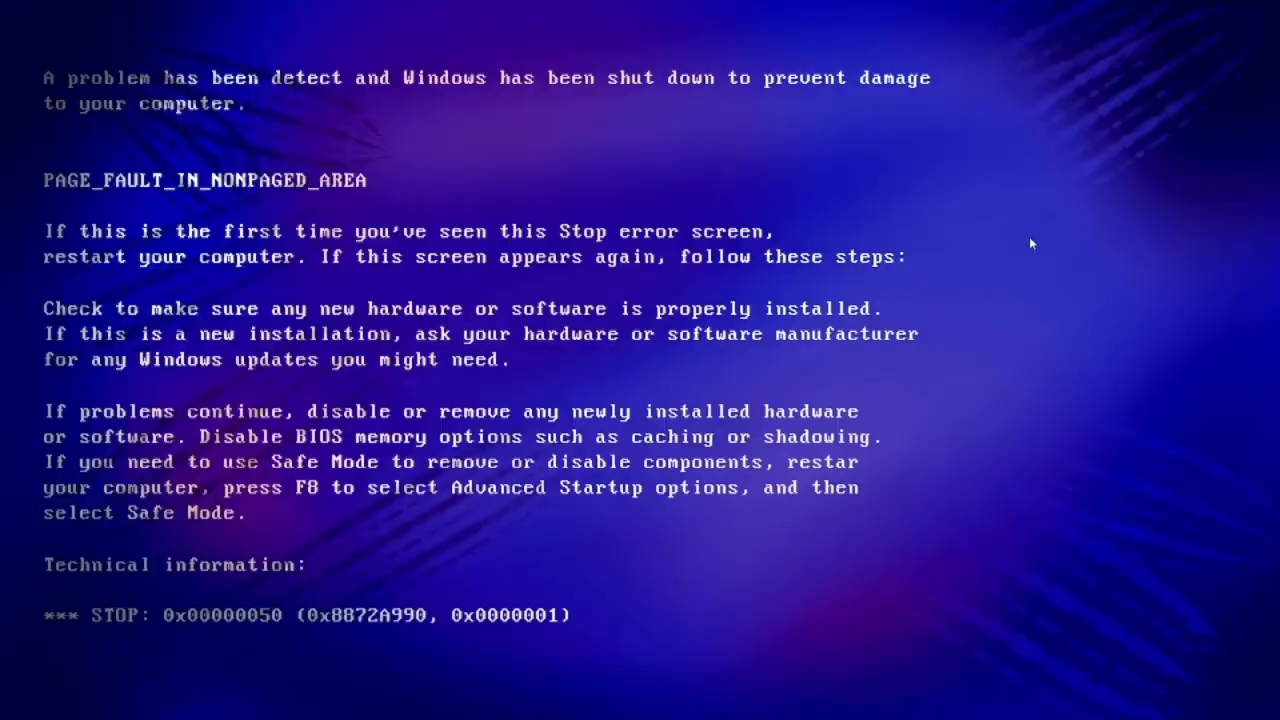 A problem has been detect and Windows has been shut down to prevent damage
to your computer.
PAGE_FAULT_IN_NONPAGED_AREA
If this is the first time you've seen this Stop error screen,
restart your computer. If this screen appears again, follow these steps:
Check to make sure any new hardware or software is properly installed.
If this is a new installation, ask your hardware or software manufacturer
for any Windows updates you might need.
If problems continue, disable or remove any newly installed hardware
or software. Disable BIOS memory options such as caching or shadowing.
If you need to use Safe Mode to remove or disable components, restar
your computer, press F8 to select Advanced Startup options, and then
select Safe Mode.
Technical information:
*** STOP: 0x00000050 (0x8872A990, 0x0000001)